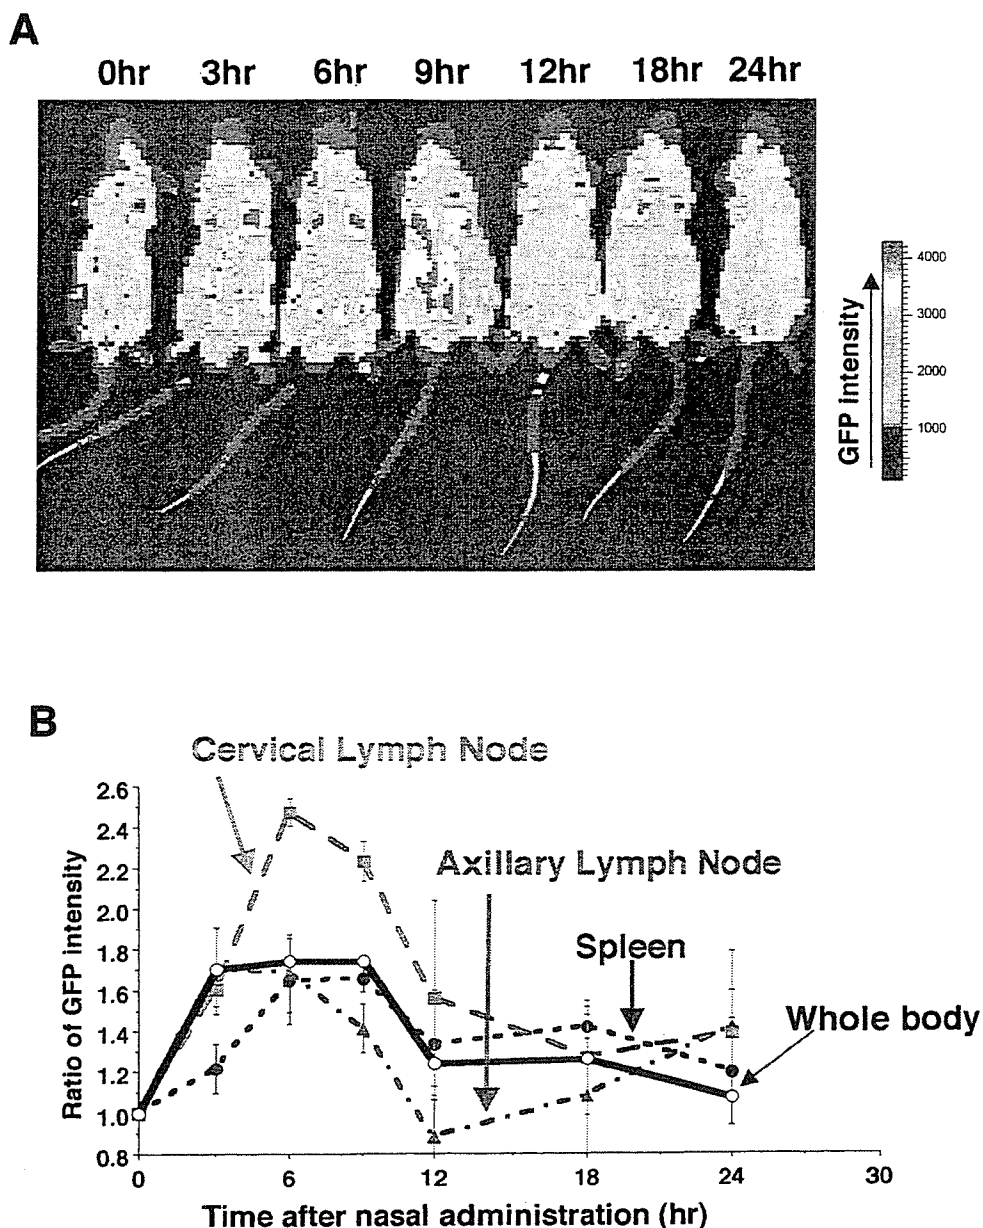 A
0hr 3hr 6hr 9hr 12hr 18hr 24hr
GFP intensity
4000
3000
2000
1000
B
Cervical Lymph Node
Axillary Lymph Node
Spleen
Whole body
Ratio of GFP intensity
2.6
2.4
2.2
2.0
1.8
1.6
1.4
1.2
1.0
0.8
0 6 12 18 24 30
Time after nasal administration (hr)